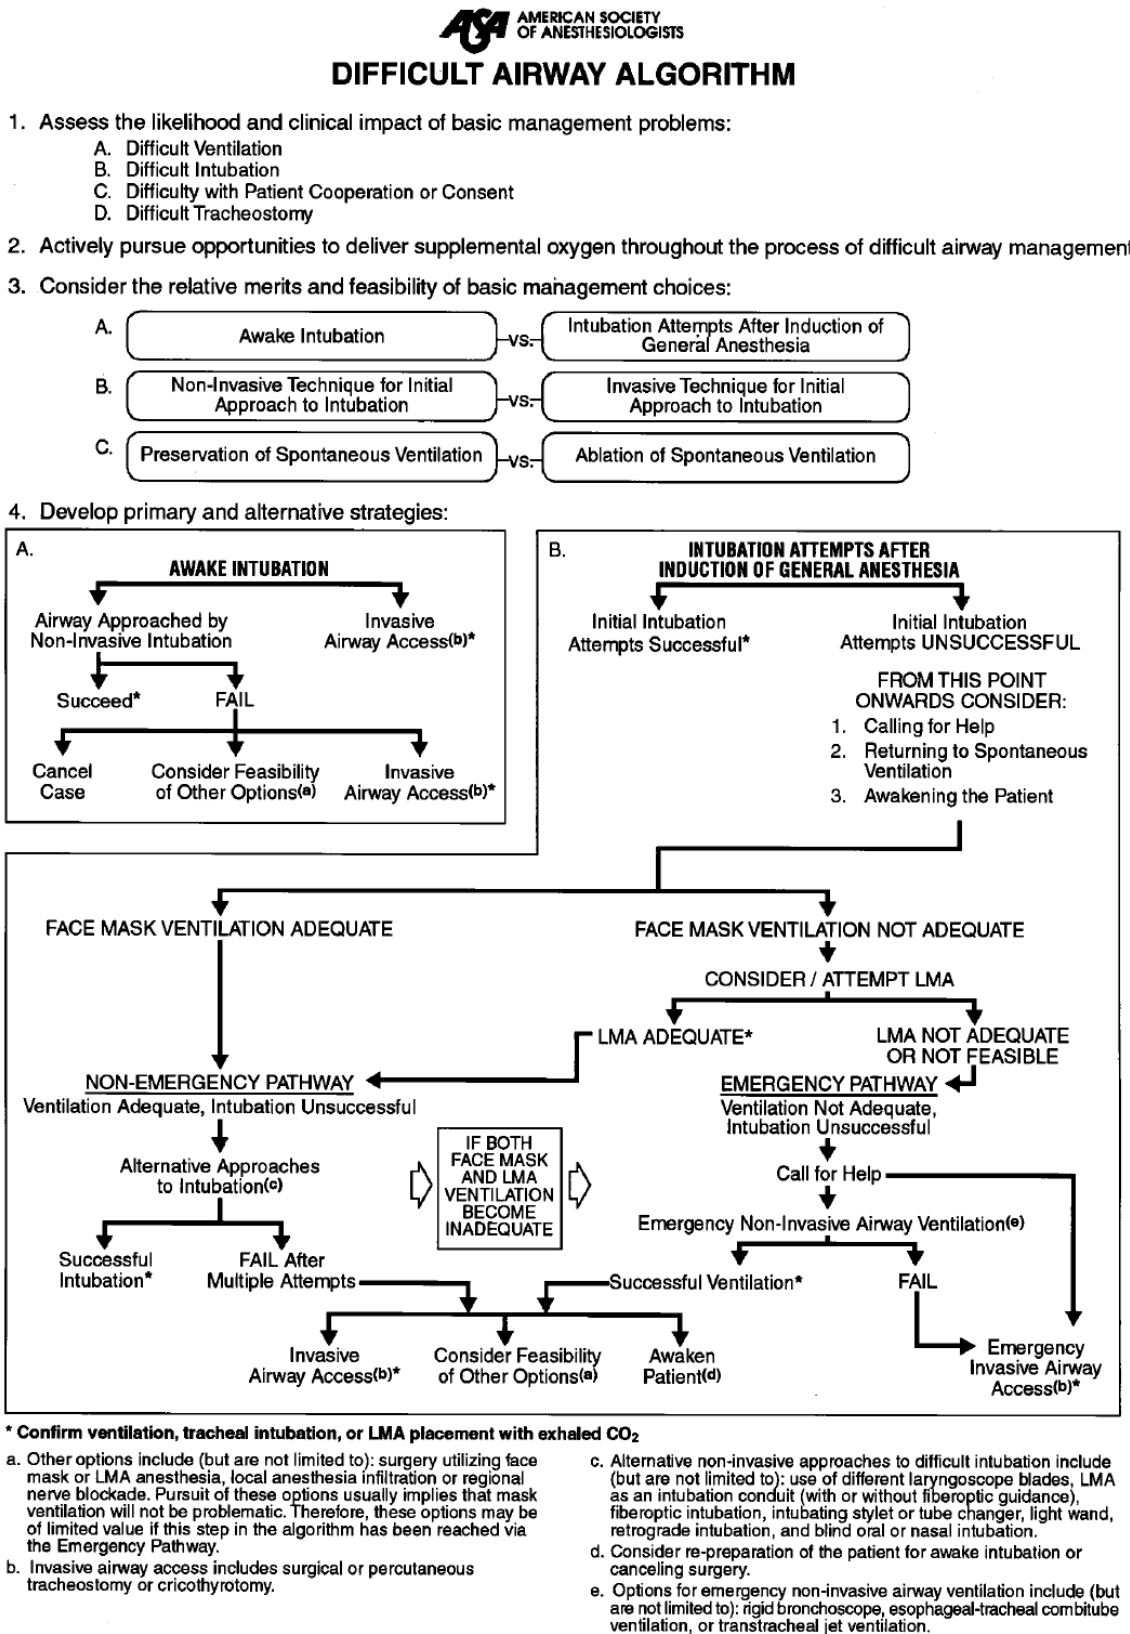 ASA AMERICAN SOCIETY
OF ANESTHESIOLOGISTS
DIFFICULT AIRWAY ALGORITHM
1. Assess the likelihood and clinical impact of basic management problems:
A. Difficult Ventilation
B. Difficult Intubation
C. Difficulty with Patient Cooperation or Consent
D. Difficult Tracheostomy
2. Actively pursue opportunities to deliver supplemental oxygen throughout the process of difficult airway management
3. Consider the relative merits and feasibility of basic management choices:
A. Awake Intubation vs. Intubation Attempts After Induction of
General Anesthesia
B. Non-Invasive Technique for Initial
Approach to Intubation
vs.
Invasive Technique for Initial
Approach to Intubation
C. Preservation of Spontaneous Ventilation vs. Ablation of Spontaneous Ventilation
4. Develop primary and alternative strategies:
A.
AWAKE INTUBATION
Airway Approached by
Non-Invasive Intubation
Invasive
Airway Access(b)*
Succeed*
FAIL
Cancel
Case
Consider Feasibility
of Other Options(a)
Invasive
Airway Access(b)*
B.
INTUBATION ATTEMPTS AFTER
INDUCTION OF GENERAL ANESTHESIA
Initial Intubation
Attempts Successful*
Initial Intubation
Attempts UNSUCCESSFUL
FROM THIS POINT
ONWARDS CONSIDER:
1. Calling for Help
2. Returning to Spontaneous
Ventilation
3. Awakening the Patient
FACE MASK VENTILATION ADEQUATE
FACE MASK VENTILATION NOT ADEQUATE
CONSIDER / ATTEMPT LMA
LMA ADEQUATE*
LMA NOT ADEQUATE
OR NOT FEASIBLE
NON-EMERGENCY PATHWAY
Ventilation Adequate, Intubation Unsuccessful
EMERGENCY PATHWAY
Ventilation Not Adequate,
Intubation Unsuccessful
Alternative Approaches
to Intubation(c)
IF BOTH
FACE MASK
AND LMA
VENTILATION
BECOME
INADEQUATE
Call for Help
Emergency Non-Invasive Airway Ventilation(e)
Successful
Intubation*
FAIL After
Multiple Attempts
Successful Ventilation*
FAIL
Invasive
Airway Access(b)*
Consider Feasibility
of Other Options(a)
Awaken
Patient(d)
Emergency
Invasive Airway
Access(b)*
* Confirm ventilation, tracheal intubation, or LMA placement with exhaled CO2
a. Other options include (but are not limited to): surgery utilizing face
mask or LMA anesthesia, local anesthesia infiltration or regional
nerve blockade. Pursuit of these options usually implies that mask
ventilation will not be problematic. Therefore, these options may be
of limited value if this step in the algorithm has been reached via
the Emergency Pathway.
b. Invasive airway access includes surgical or percutaneous
tracheostomy or cricothyrotomy.
c. Alternative non-invasive approaches to difficult intubation include
(but are not limited to): use of different laryngoscope blades, LMA
as an intubation conduit (with or without fiberoptic guidance),
fiberoptic intubation, intubating stylet or tube changer, light wand,
retrograde intubation, and blind oral or nasal intubation.
d. Consider re-preparation of the patient for awake intubation or
canceling surgery.
e. Options for emergency non-invasive airway ventilation include (but
are not limited to): rigid bronchoscope, esophageal-tracheal combitube
ventilation, or transtracheal jet ventilation.